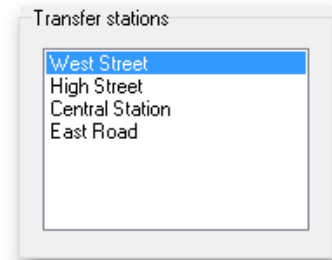 Transfer stations
West Street
High Street
Central Station
East Road